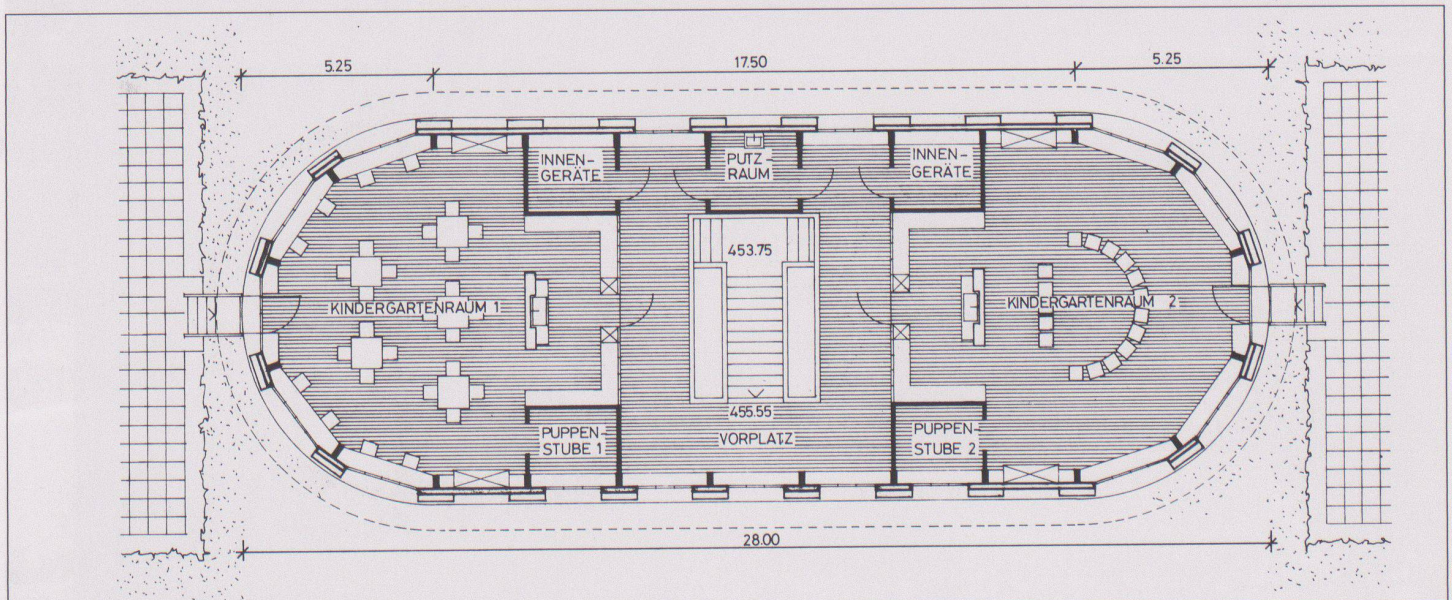 5.25
17.50
5.25
INNEN-
GERÄTE
PUTZ-
RAUM
INNEN-
GERÄTE
453.75
KINDERGARTENRAUM 1
KINDERGARTENRAUM 2
455.55
VORPLATZ
PUPPEN-
STUBE 1
PUPPEN-
STUBE 2
28.00